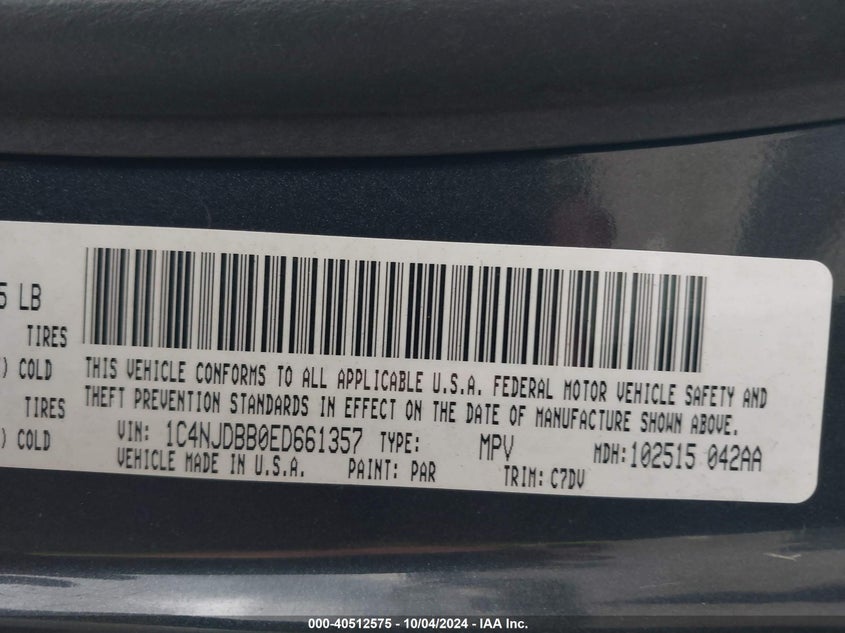 5 LB
TIRES
) COLD
TIRES
) COLD
THIS VEHICLE CONFORMS TO ALL APPLICABLE U.S.A. FEDERAL MOTOR VEHICLE SAFETY AND
THEFT PREVENTION STANDARDS IN EFFECT ON THE DATE OF MANUFACTURE SHOWN ABOVE.
VIN: 1C4NJDBB0ED661357 TYPE: MPV MDH:102515 042AA
VEHICLE MADE IN U.S.A. PAINT: PAR TRIM: C7DV
000-40512575 - 10/04/2024 - IAA Inc.